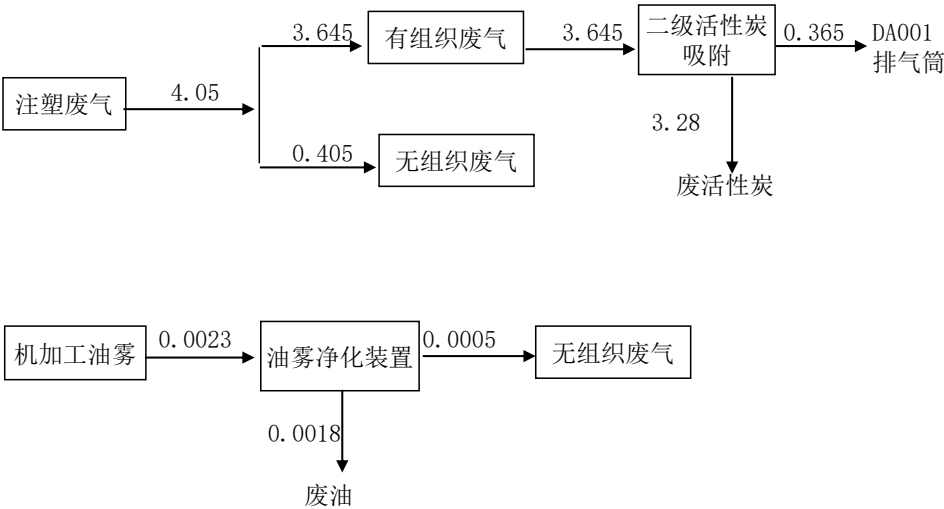 注塑废气
4.05
3.645
有组织废气
3.645
二级活性炭
吸附
0.365
DA001
排气筒
3.28
废活性炭
0.405
无组织废气
机加工油雾
0.0023
油雾净化装置
0.0005
无组织废气
0.0018
废油